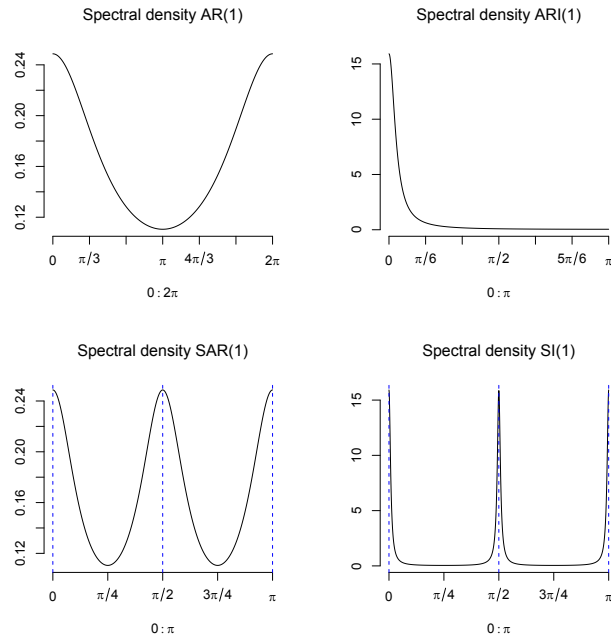 Spectral density AR(1)
0.24
0.20
0.16
0.12
0 π/3 π 4π/3 2π
0 : 2π
Spectral density ARI(1)
15
10
5
0
0 π/6 π/2 5π/6 π
0 : π
Spectral density SAR(1)
0.24
0.20
0.16
0.12
0 π/4 π/2 3π/4 π
0 : π
Spectral density SI(1)
15
10
5
0
0 π/4 π/2 3π/4 π
0 : π